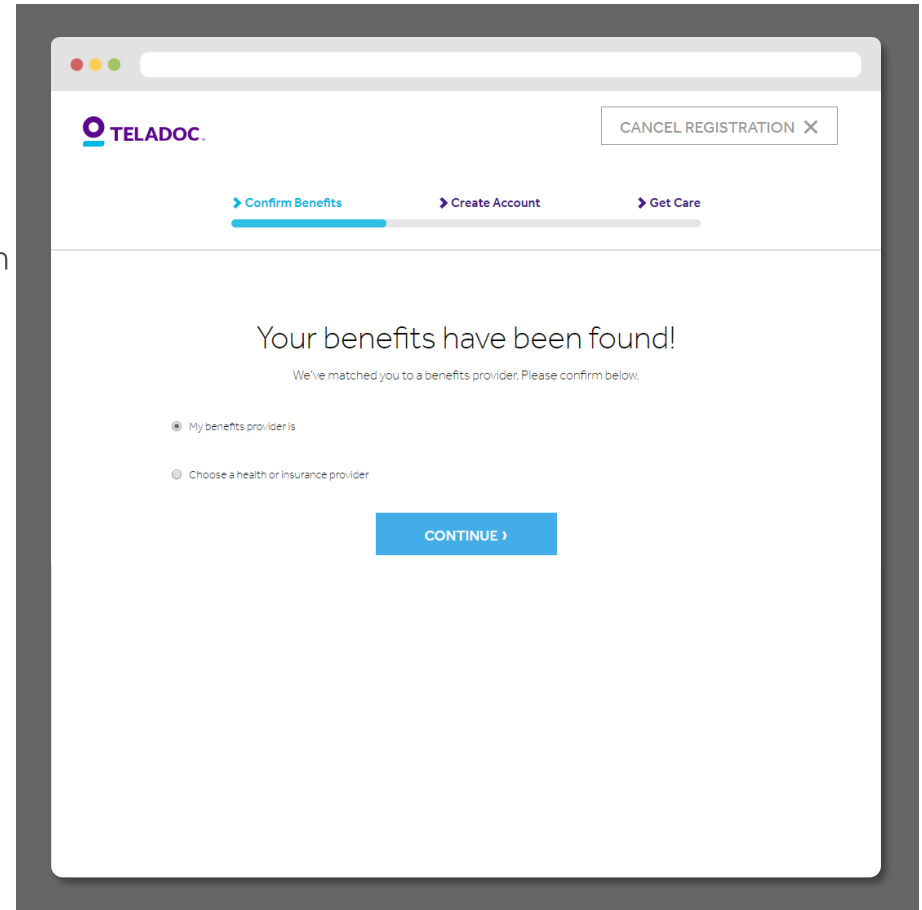 TELADOC™
CANCEL REGISTRATION X
Confirm Benefits
Create Account
Get Care
n
Your benefits have been found!
We've matched you to a benefits provider. Please confirm below.
My benefits provider is
Choose a health or insurance provider
CONTINUE ›